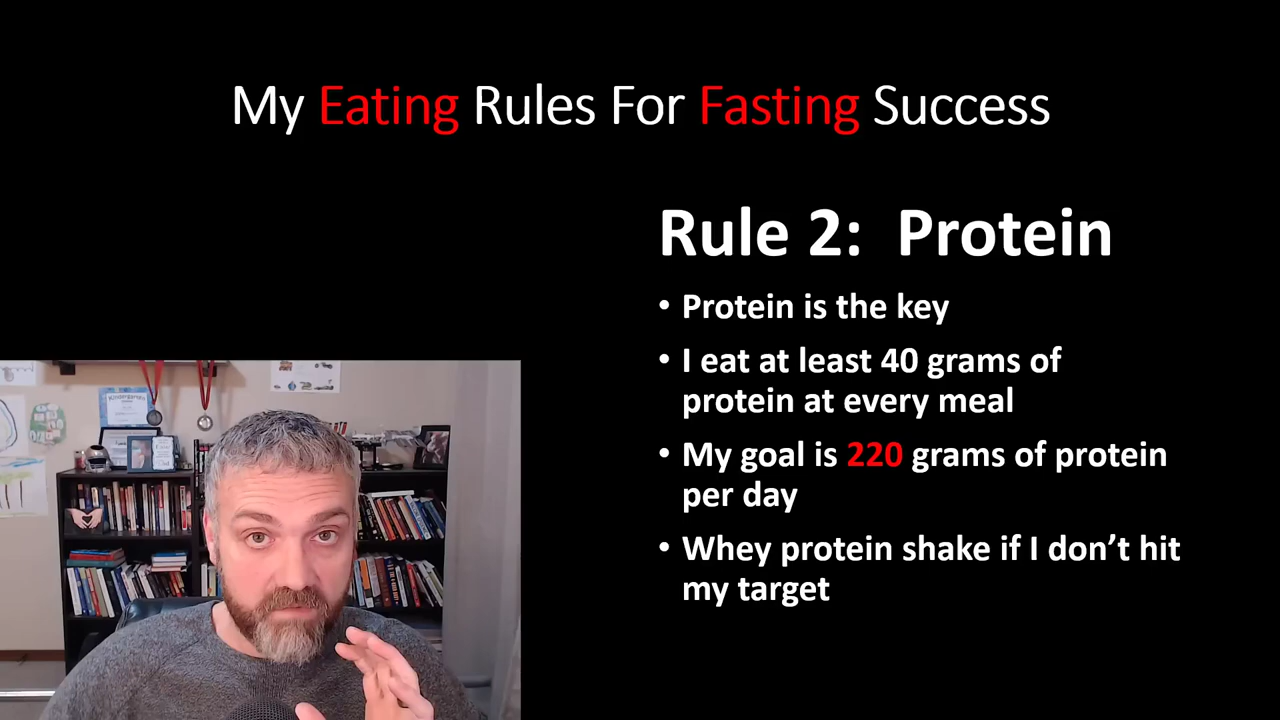 My Eating Rules For Fasting Success
Rule 2: Protein
• Protein is the key
• I eat at least 40 grams of
protein at every meal
• My goal is 220 grams of protein
per day
• Whey protein shake if I don’t hit
my target